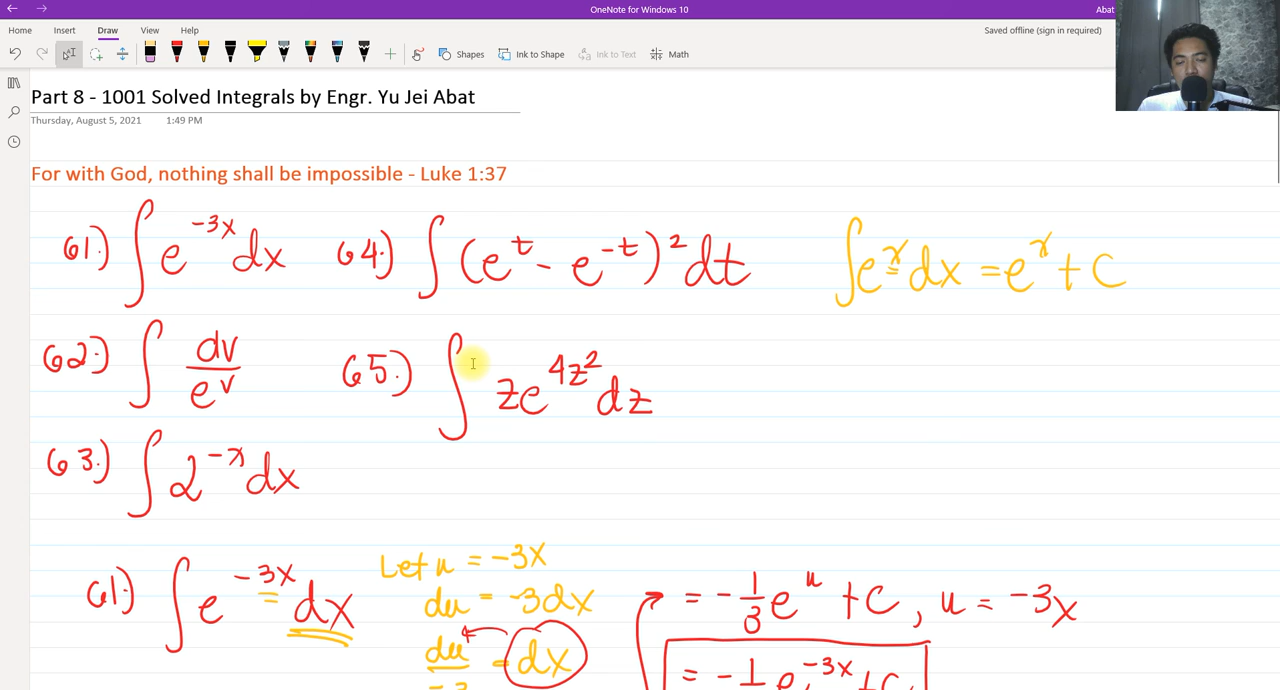 OneNote for Windows 10
Abat
Home Insert Draw View Help
Saved offline (sign in required)
Shapes Ink to Shape Ink to Text Math
Part 8 - 1001 Solved Integrals by Engr. Yu Jei Abat
Thursday, August 5, 2021 1:49 PM
For with God, nothing shall be impossible - Luke 1:37
61.) ∫ e^{-3x} dx 64.) ∫ (e^t - e^{-t})^2 dt ∫ e^x dx = e^x + C
62.) ∫ dv/e^v 65.) ∫ z e^{4z^2} dz
63.) ∫ 2^{-x} dx
61.) ∫ e^{-3x} dx Let u = -3x
du = -3dx = -1/3 e^u + C, u = -3x
du/-3 = dx = -1 e^{-3x} + C